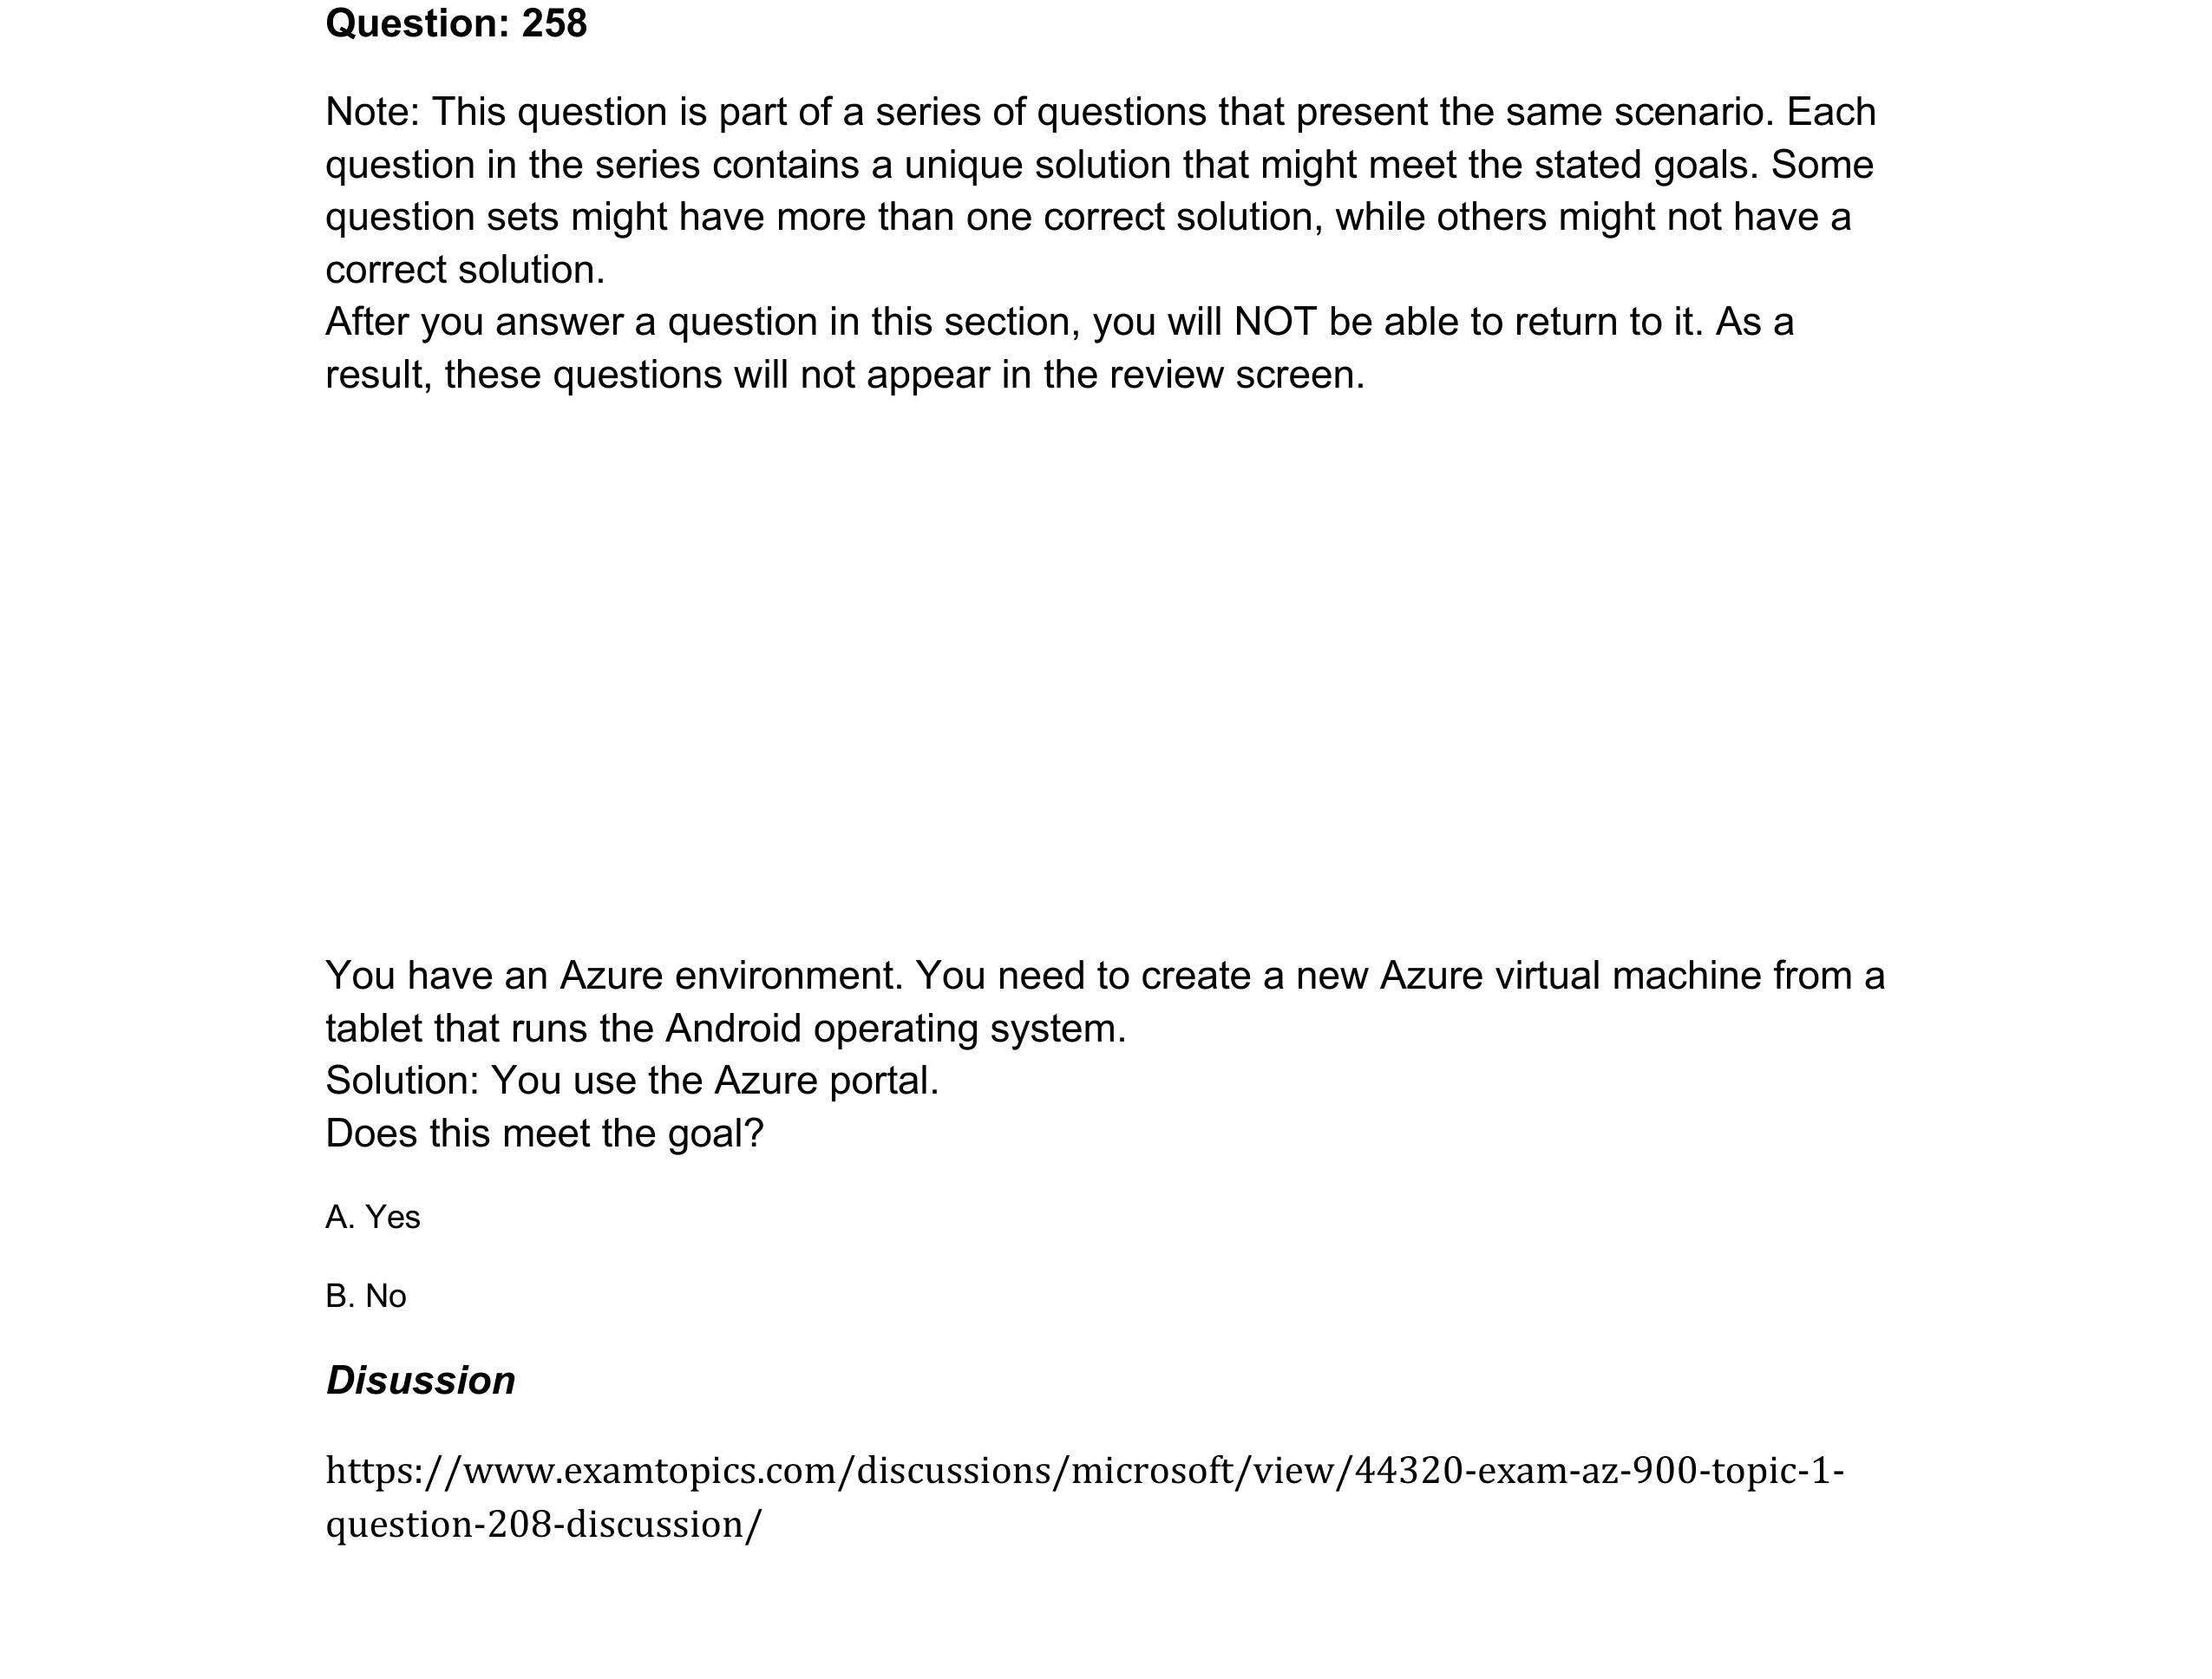 Question: 258
Note: This question is part of a series of questions that present the same scenario. Each
question in the series contains a unique solution that might meet the stated goals. Some
question sets might have more than one correct solution, while others might not have a
correct solution.
After you answer a question in this section, you will NOT be able to return to it. As a
result, these questions will not appear in the review screen.
You have an Azure environment. You need to create a new Azure virtual machine from a
tablet that runs the Android operating system.
Solution: You use the Azure portal.
Does this meet the goal?
A. Yes
B. No
Disussion
https://www.examtopics.com/discussions/microsoft/view/44320-exam-az-900-topic-1-
question-208-discussion/